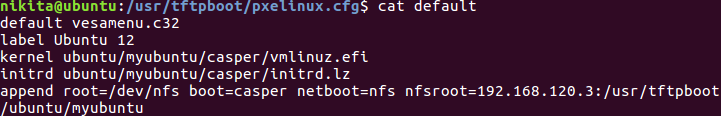 nikita@ubuntu:/usr/tftpboot/pxelinux.cfg$ cat default
default vesamenu.c32
label Ubuntu 12
kernel ubuntu/myubuntu/casper/vmlinuz.efi
initrd ubuntu/myubuntu/casper/initrd.lz
append root=/dev/nfs boot=casper netboot=nfs nfsroot=192.168.120.3:/usr/tftpboot
/ubuntu/myubuntu